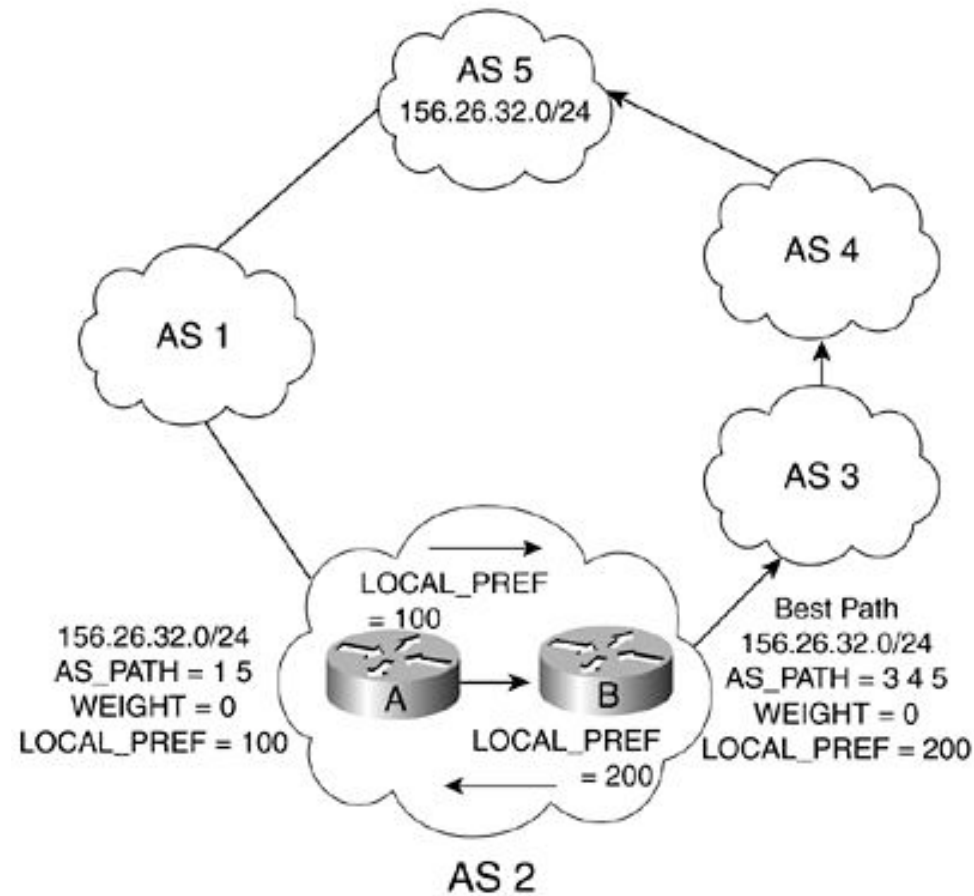 AS 5
156.26.32.0/24
AS 4
AS 1
AS 3
LOCAL_PREF
= 100
156.26.32.0/24
AS_PATH = 1 5
WEIGHT = 0
LOCAL_PREF = 100
A
B
LOCAL_PREF
= 200
Best Path
156.26.32.0/24
AS_PATH = 3 4 5
WEIGHT = 0
LOCAL_PREF = 200
AS 2